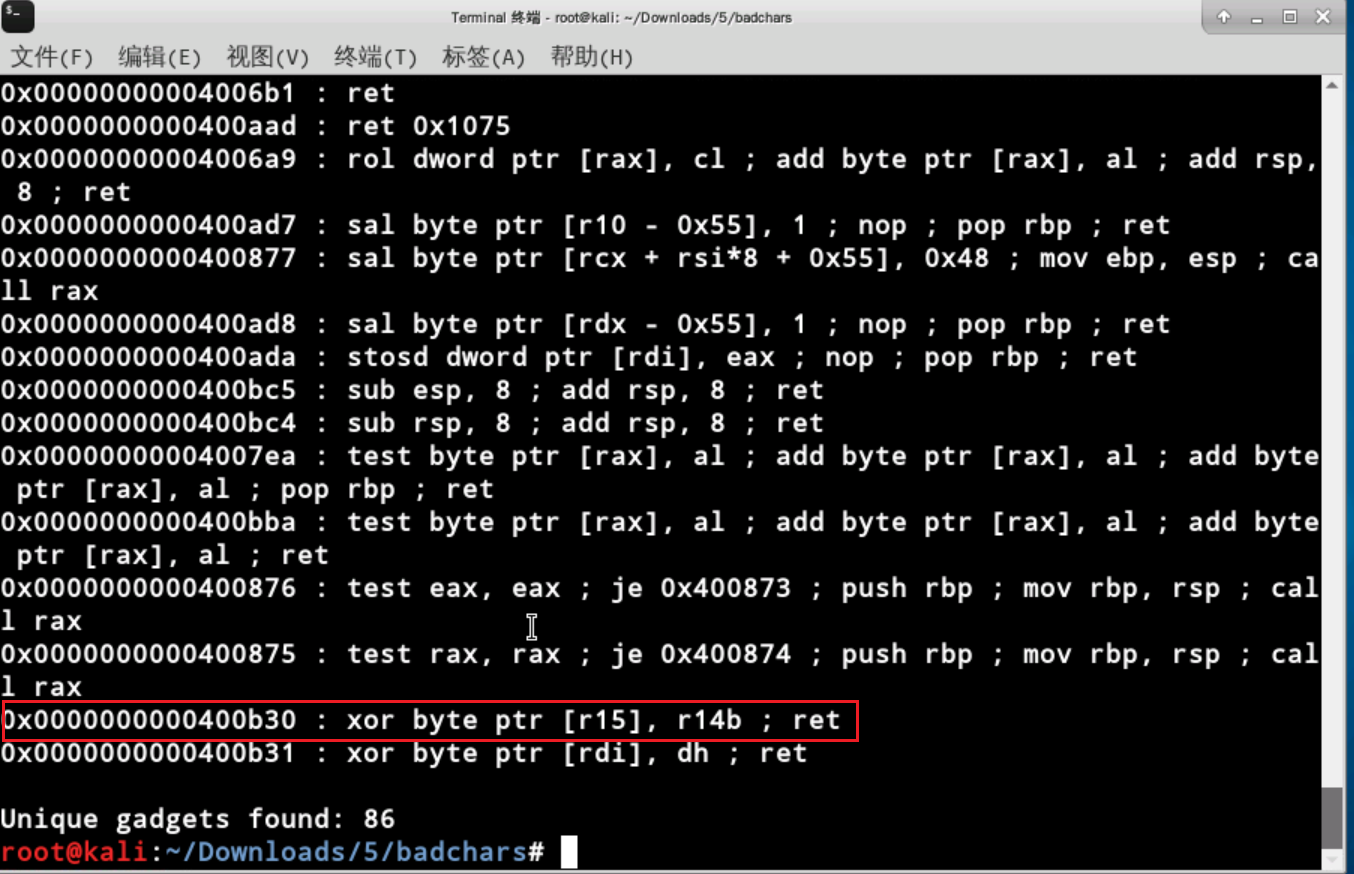 Terminal 终端 - root@kali: ~/Downloads/5/badchars
文件(F) 编辑(E) 视图(V) 终端(T) 标签(A) 帮助(H)
0x00000000004006b1 : ret
0x0000000000400aad : ret 0x1075
0x00000000004006a9 : rol dword ptr [rax], cl ; add byte ptr [rax], al ; add rsp,
 8 ; ret
0x0000000000400ad7 : sal byte ptr [r10 - 0x55], 1 ; nop ; pop rbp ; ret
0x0000000000400877 : sal byte ptr [rcx + rsi*8 + 0x55], 0x48 ; mov ebp, esp ; ca
ll rax
0x0000000000400ad8 : sal byte ptr [rdx - 0x55], 1 ; nop ; pop rbp ; ret
0x0000000000400ada : stosd dword ptr [rdi], eax ; nop ; pop rbp ; ret
0x0000000000400bc5 : sub esp, 8 ; add rsp, 8 ; ret
0x0000000000400bc4 : sub rsp, 8 ; add rsp, 8 ; ret
0x00000000004007ea : test byte ptr [rax], al ; add byte ptr [rax], al ; add byte
 ptr [rax], al ; pop rbp ; ret
0x0000000000400bba : test byte ptr [rax], al ; add byte ptr [rax], al ; add byte
 ptr [rax], al ; ret
0x0000000000400876 : test eax, eax ; je 0x400873 ; push rbp ; mov rbp, rsp ; cal
l rax
0x0000000000400875 : test rax, rax ; je 0x400874 ; push rbp ; mov rbp, rsp ; cal
l rax
0x0000000000400b30 : xor byte ptr [r15], r14b ; ret
0x0000000000400b31 : xor byte ptr [rdi], dh ; ret
Unique gadgets found: 86
root@kali:~/Downloads/5/badchars#